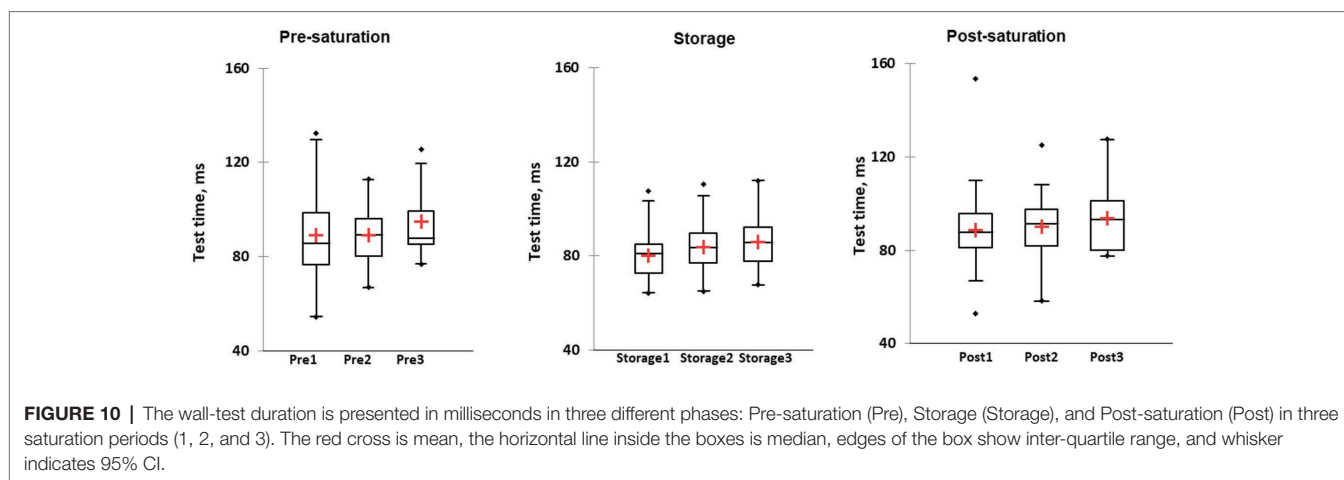 Pre-saturation
160
120
80
40
Test time, ms
Pre1 Pre2 Pre3
Storage
160
120
80
40
Test time, ms
Storage1 Storage2 Storage3
Post-saturation
160
120
80
40
Test time, ms
Post1 Post2 Post3
FIGURE 10 | The wall-test duration is presented in milliseconds in three different phases: Pre-saturation (Pre), Storage (Storage), and Post-saturation (Post) in three
saturation periods (1, 2, and 3). The red cross is mean, the horizontal line inside the boxes is median, edges of the box show inter-quartile range, and whisker
indicates 95% CI.